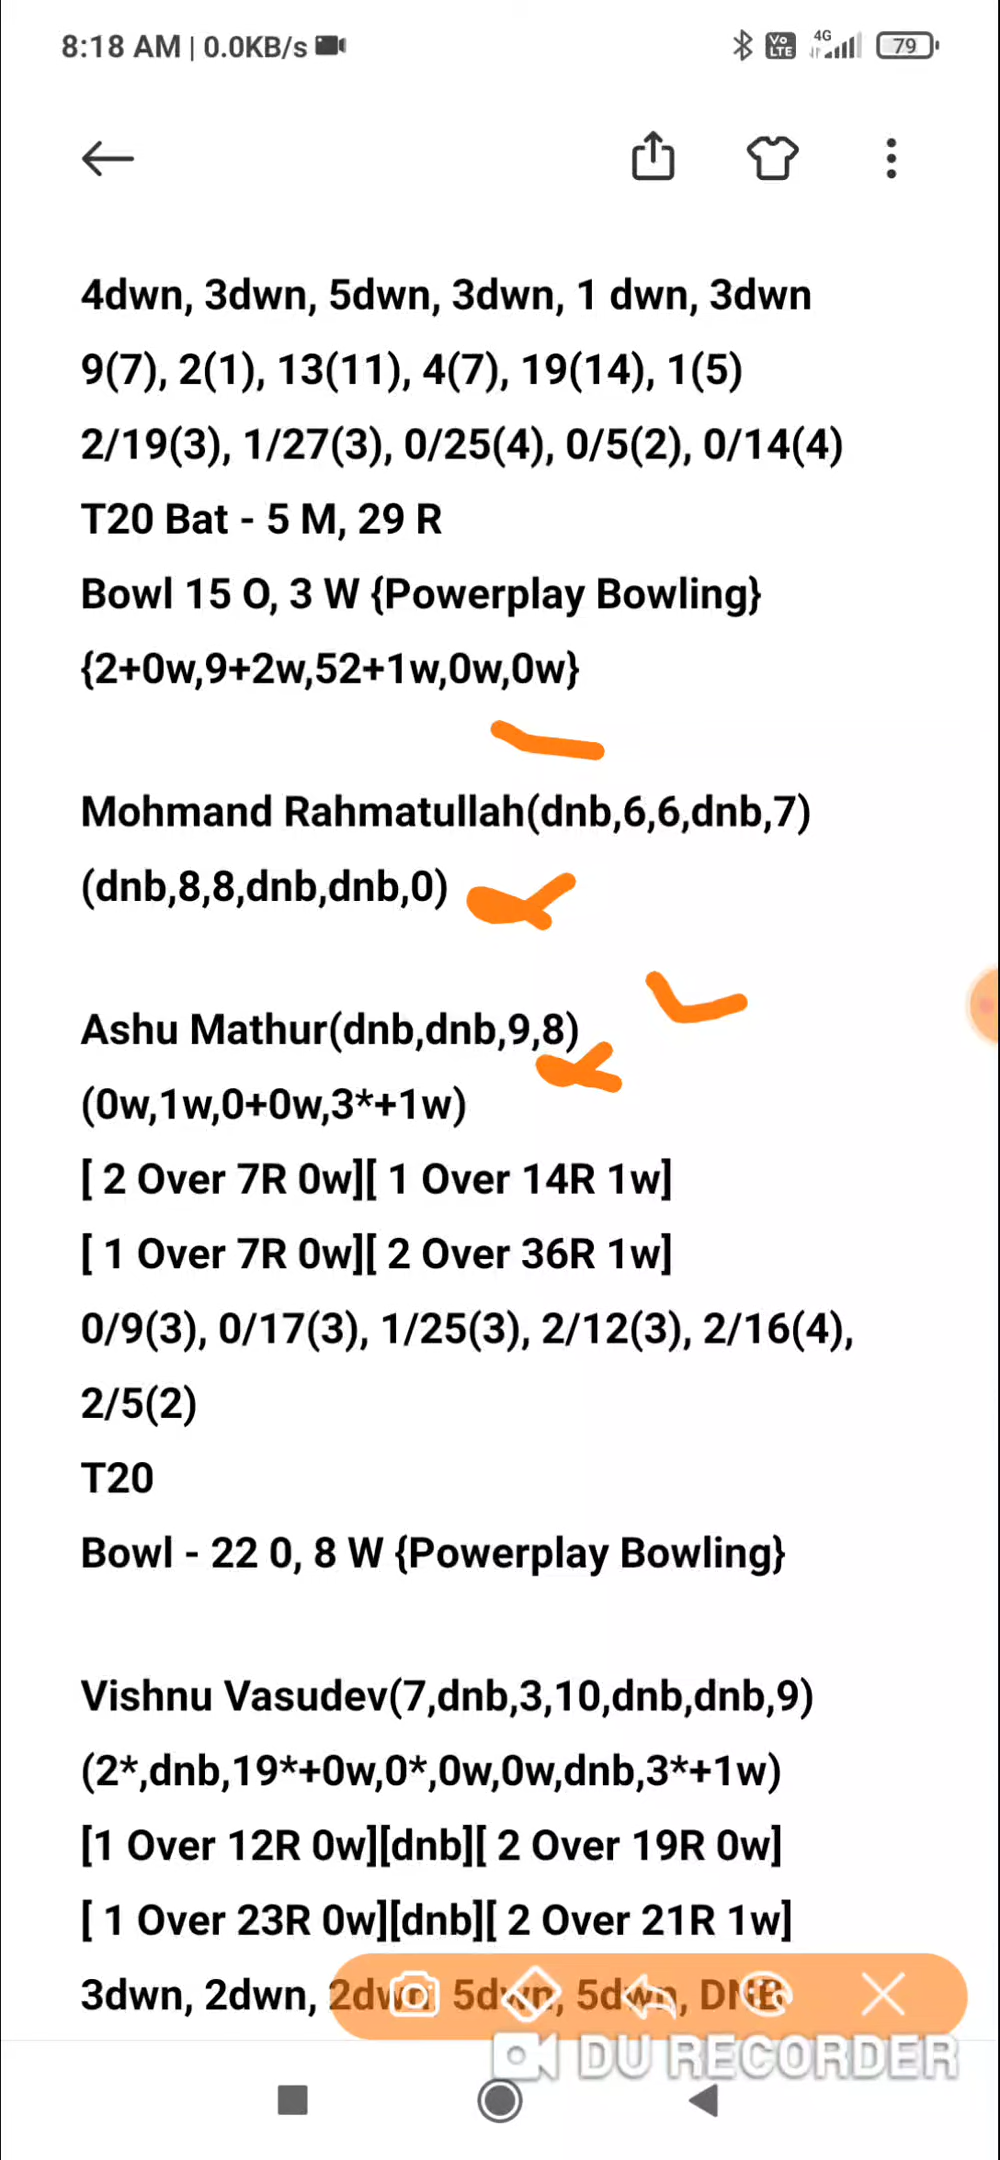 8:18 AM | 0.0KB/s Vo LTE 4G 79
4dwn, 3dwn, 5dwn, 3dwn, 1 dwn, 3dwn
9(7), 2(1), 13(11), 4(7), 19(14), 1(5)
2/19(3), 1/27(3), 0/25(4), 0/5(2), 0/14(4)
T20 Bat - 5 M, 29 R
Bowl 15 O, 3 W {Powerplay Bowling}
{2+0w,9+2w,52+1w,0w,0w}
Mohmand Rahmatullah(dnb,6,6,dnb,7)
(dnb,8,8,dnb,dnb,0)
Ashu Mathur(dnb,dnb,9,8)
(0w,1w,0+0w,3*+1w)
[ 2 Over 7R 0w][ 1 Over 14R 1w]
[ 1 Over 7R 0w][ 2 Over 36R 1w]
0/9(3), 0/17(3), 1/25(3), 2/12(3), 2/16(4),
2/5(2)
T20
Bowl - 22 0, 8 W {Powerplay Bowling}
Vishnu Vasudev(7,dnb,3,10,dnb,dnb,9)
(2*,dnb,19*+0w,0*,0w,0w,dnb,3*+1w)
[1 Over 12R 0w][dnb][ 2 Over 19R 0w]
[ 1 Over 23R 0w][dnb][ 2 Over 21R 1w]
3dwn, 2dwn, 2dwn, 5dwn, 5dwn, DNB
DU RECORDER